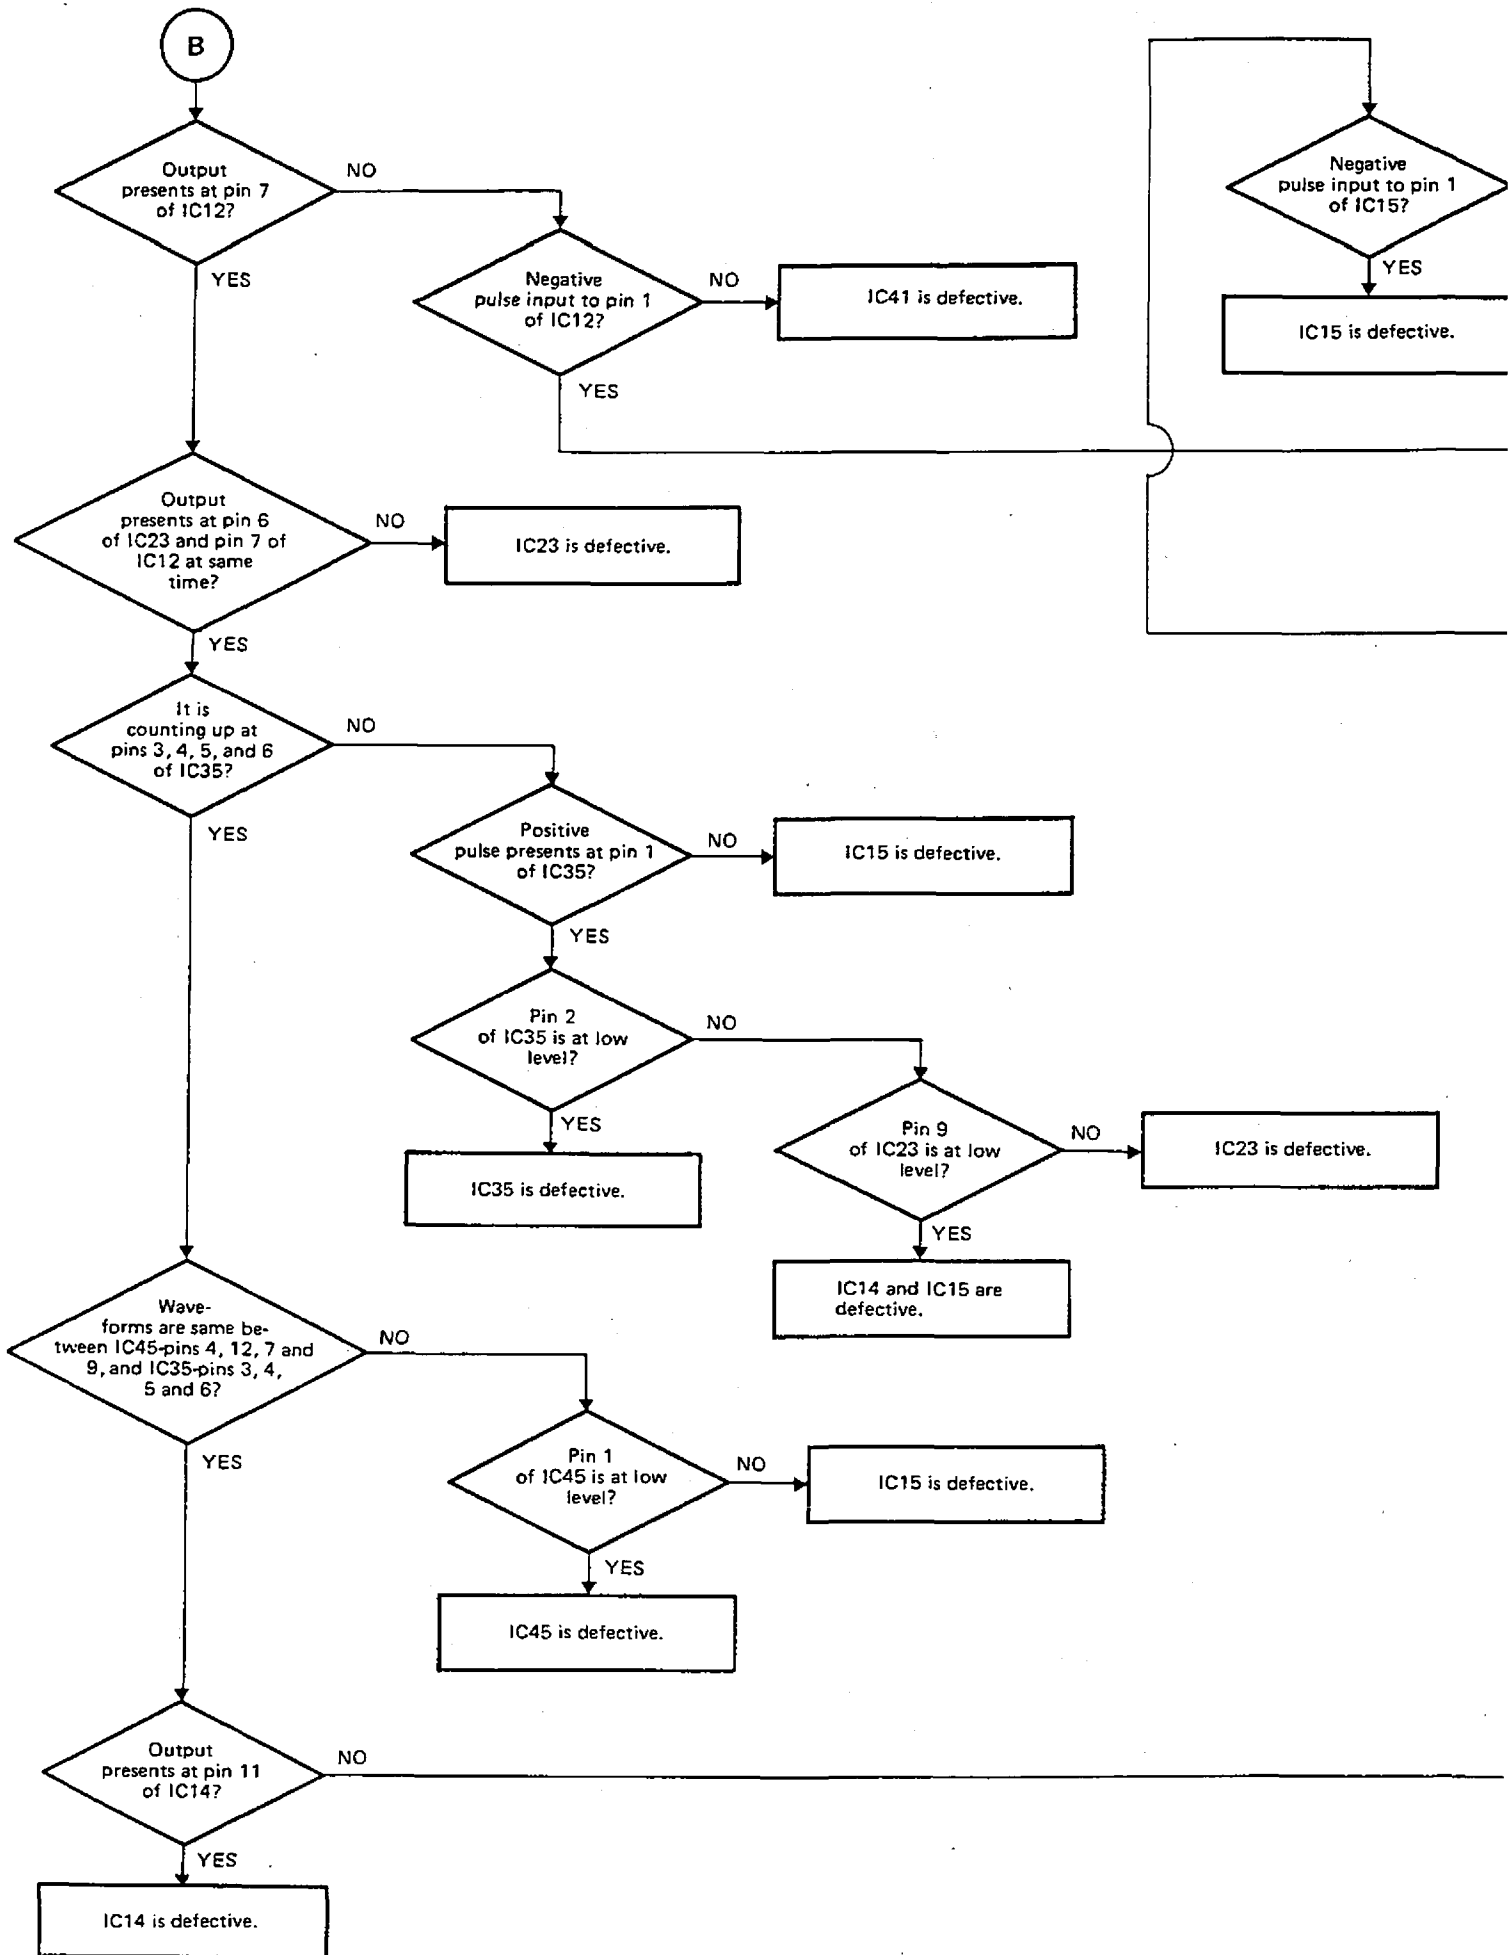 B
Output
presents at pin 7
of IC12?
NO
YES
Negative
pulse input to pin 1
of IC12?
NO
YES
IC41 is defective.
Negative
pulse input to pin 1
of IC15?
YES
IC15 is defective.
Output
presents at pin 6
of IC23 and pin 7 of
IC12 at same
time?
NO
YES
IC23 is defective.
It is
counting up at
pins 3, 4, 5, and 6
of IC35?
NO
YES
Positive
pulse presents at pin 1
of IC35?
NO
YES
IC15 is defective.
Pin 2
of IC35 is at low
level?
NO
YES
IC35 is defective.
Pin 9
of IC23 is at low
level?
NO
YES
IC23 is defective.
IC14 and IC15 are
defective.
Wave-
forms are same be-
tween IC45-pins 4, 12, 7 and
9, and IC35-pins 3, 4,
5 and 6?
NO
YES
Pin 1
of IC45 is at low
level?
NO
YES
IC15 is defective.
IC45 is defective.
Output
presents at pin 11
of IC14?
NO
YES
IC14 is defective.